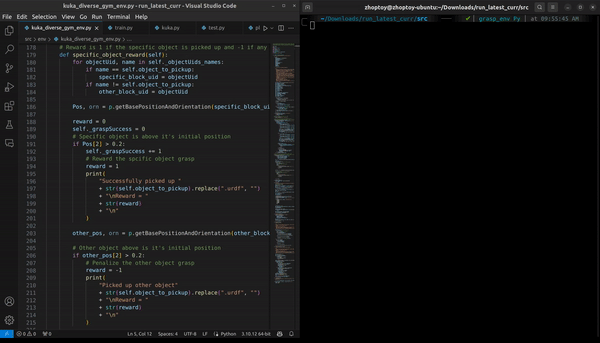 kuka_diverse_gym_env.py - run_latest_curr - Visual Studio Code
File Edit Selection View Go Run Terminal Help
kuka_diverse_gym_env.py train.py kuka.py test.py
src > env > kuka_diverse_gym_env.py > ...
178 # Reward is 1 if the specific object is picked up and -1 if any
179 def specific_object_reward(self):
180 for objectUid, name in self._objectUids_names:
181 if name == self.object_to_pickup:
182 specific_block_uid = objectUid
183 if name != self.object_to_pickup:
184 other_block_uid = objectUid
185
186 Pos, orn = p.getBasePositionAndOrientation(specific_block_ui
187
188 reward = 0
189 self._graspSuccess = 0
190 # Specific object is above it's initial position
191 if Pos[2] > 0.2:
192 self._graspSuccess += 1
193 # Reward the spcific object grasp
194 reward = 1
195 print(
196 "Successfully picked up "
197 + str(self.object_to_pickup).replace(".urdf", "")
198 + "\nReward = "
199 + str(reward)
200 + "\n"
201 )
202
203 other_pos, orn = p.getBasePositionAndOrientation(other_block
204
205 # Other object above is it's initial position
206 if other_pos[2] > 0.2:
207 # Penalize the other object grasp
208 reward = -1
209 print(
210 "Picked up other object"
211 + str(self.object_to_pickup).replace(".urdf", "")
212 + "\nReward = "
213 + str(reward)
214 + "\n"
215 )
0 0 0 Ln 5, Col 12 Spaces: 4 UTF-8 LF Python 3.10.12 64-bit
zhoptoy@zhoptoy-ubuntu: ~/Downloads/run_latest_curr/src
~/Downloads/run_latest_curr/src grasp_env Py | at 09:55:45 AM